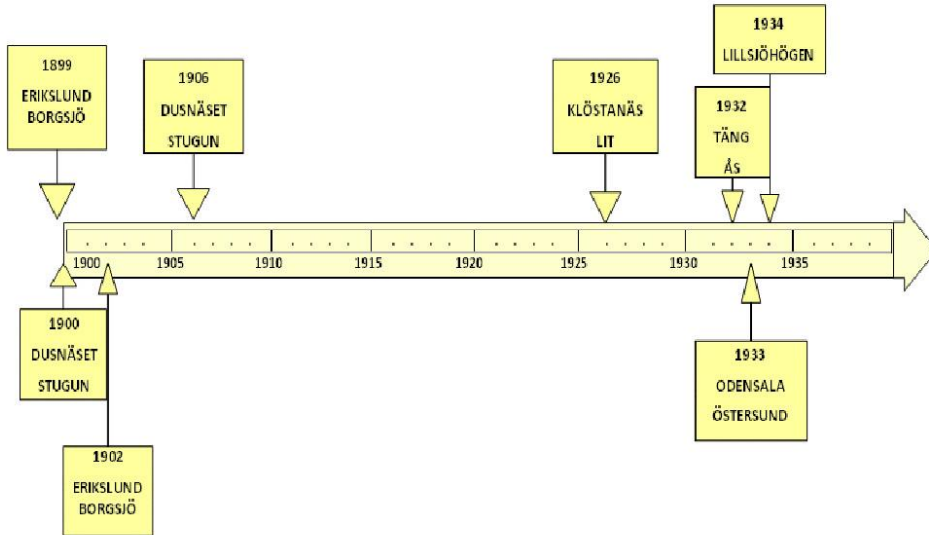 1899
ERIKSLUND
BORGSJÖ
1906
DUSNÄSET
STUGUN
1926
KLÖSTANÄS
LIT
1934
LILLSJÖHÖGEN
1932
TÄNG
ÅS
1900
1905
1910
1915
1920
1925
1930
1935
1900
DUSNÄSET
STUGUN
1902
ERIKSLUND
BORGSJÖ
1933
ODENSALA
ÖSTERSUND